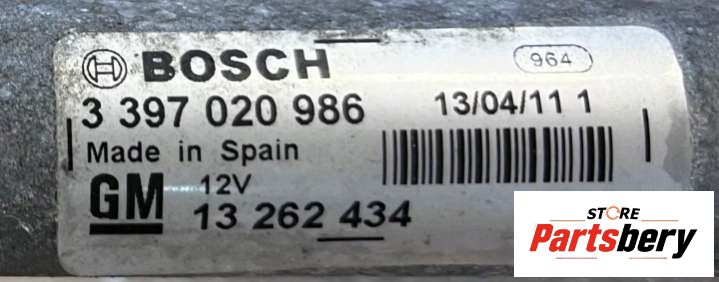 BOSCH
964
3 397 020 986
13/04/11 1
Made in Spain
GM
12V
13 262 434
STORE
Partsbery